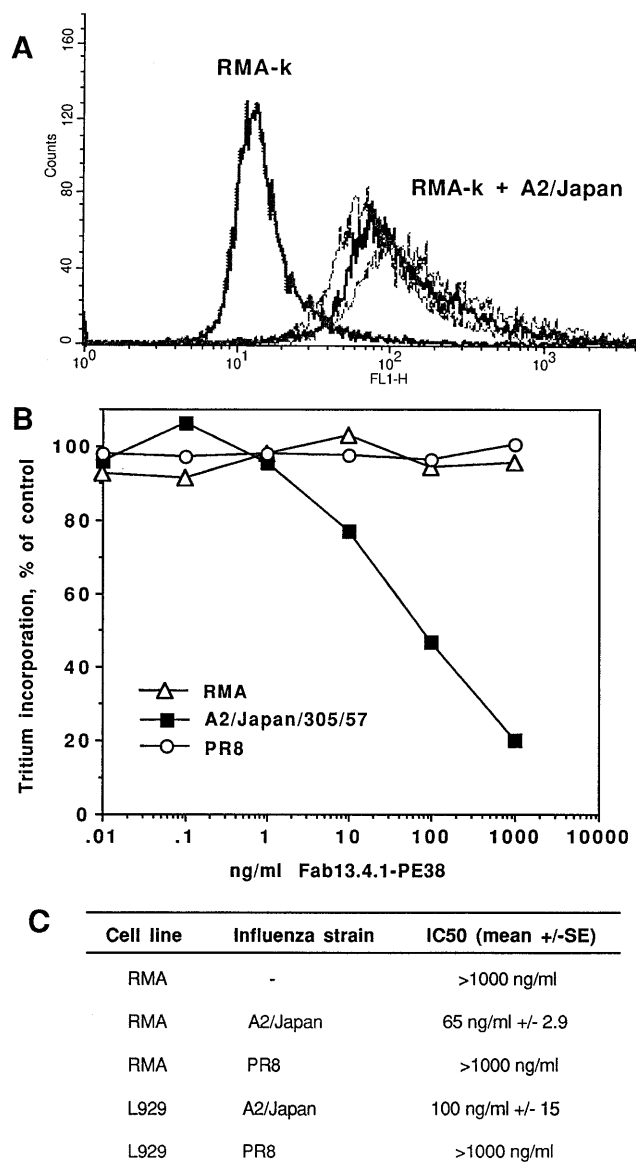 A
160
120
80
40
0
Counts
RMA-k
RMA-k + A2/Japan
10^0
10^1
10^2
10^3
FL1-H
B
100
80
60
40
20
0
Tritium incorporation, % of control
RMA
A2/Japan/305/57
PR8
.01
.1
1
10
100
1000
10000
ng/ml Fab13.4.1-PE38
C
Cell line Influenza strain IC50 (mean +/-SE)
RMA - >1000 ng/ml
RMA A2/Japan 65 ng/ml +/- 2.9
RMA PR8 >1000 ng/ml
L929 A2/Japan 100 ng/ml +/- 15
L929 PR8 >1000 ng/ml